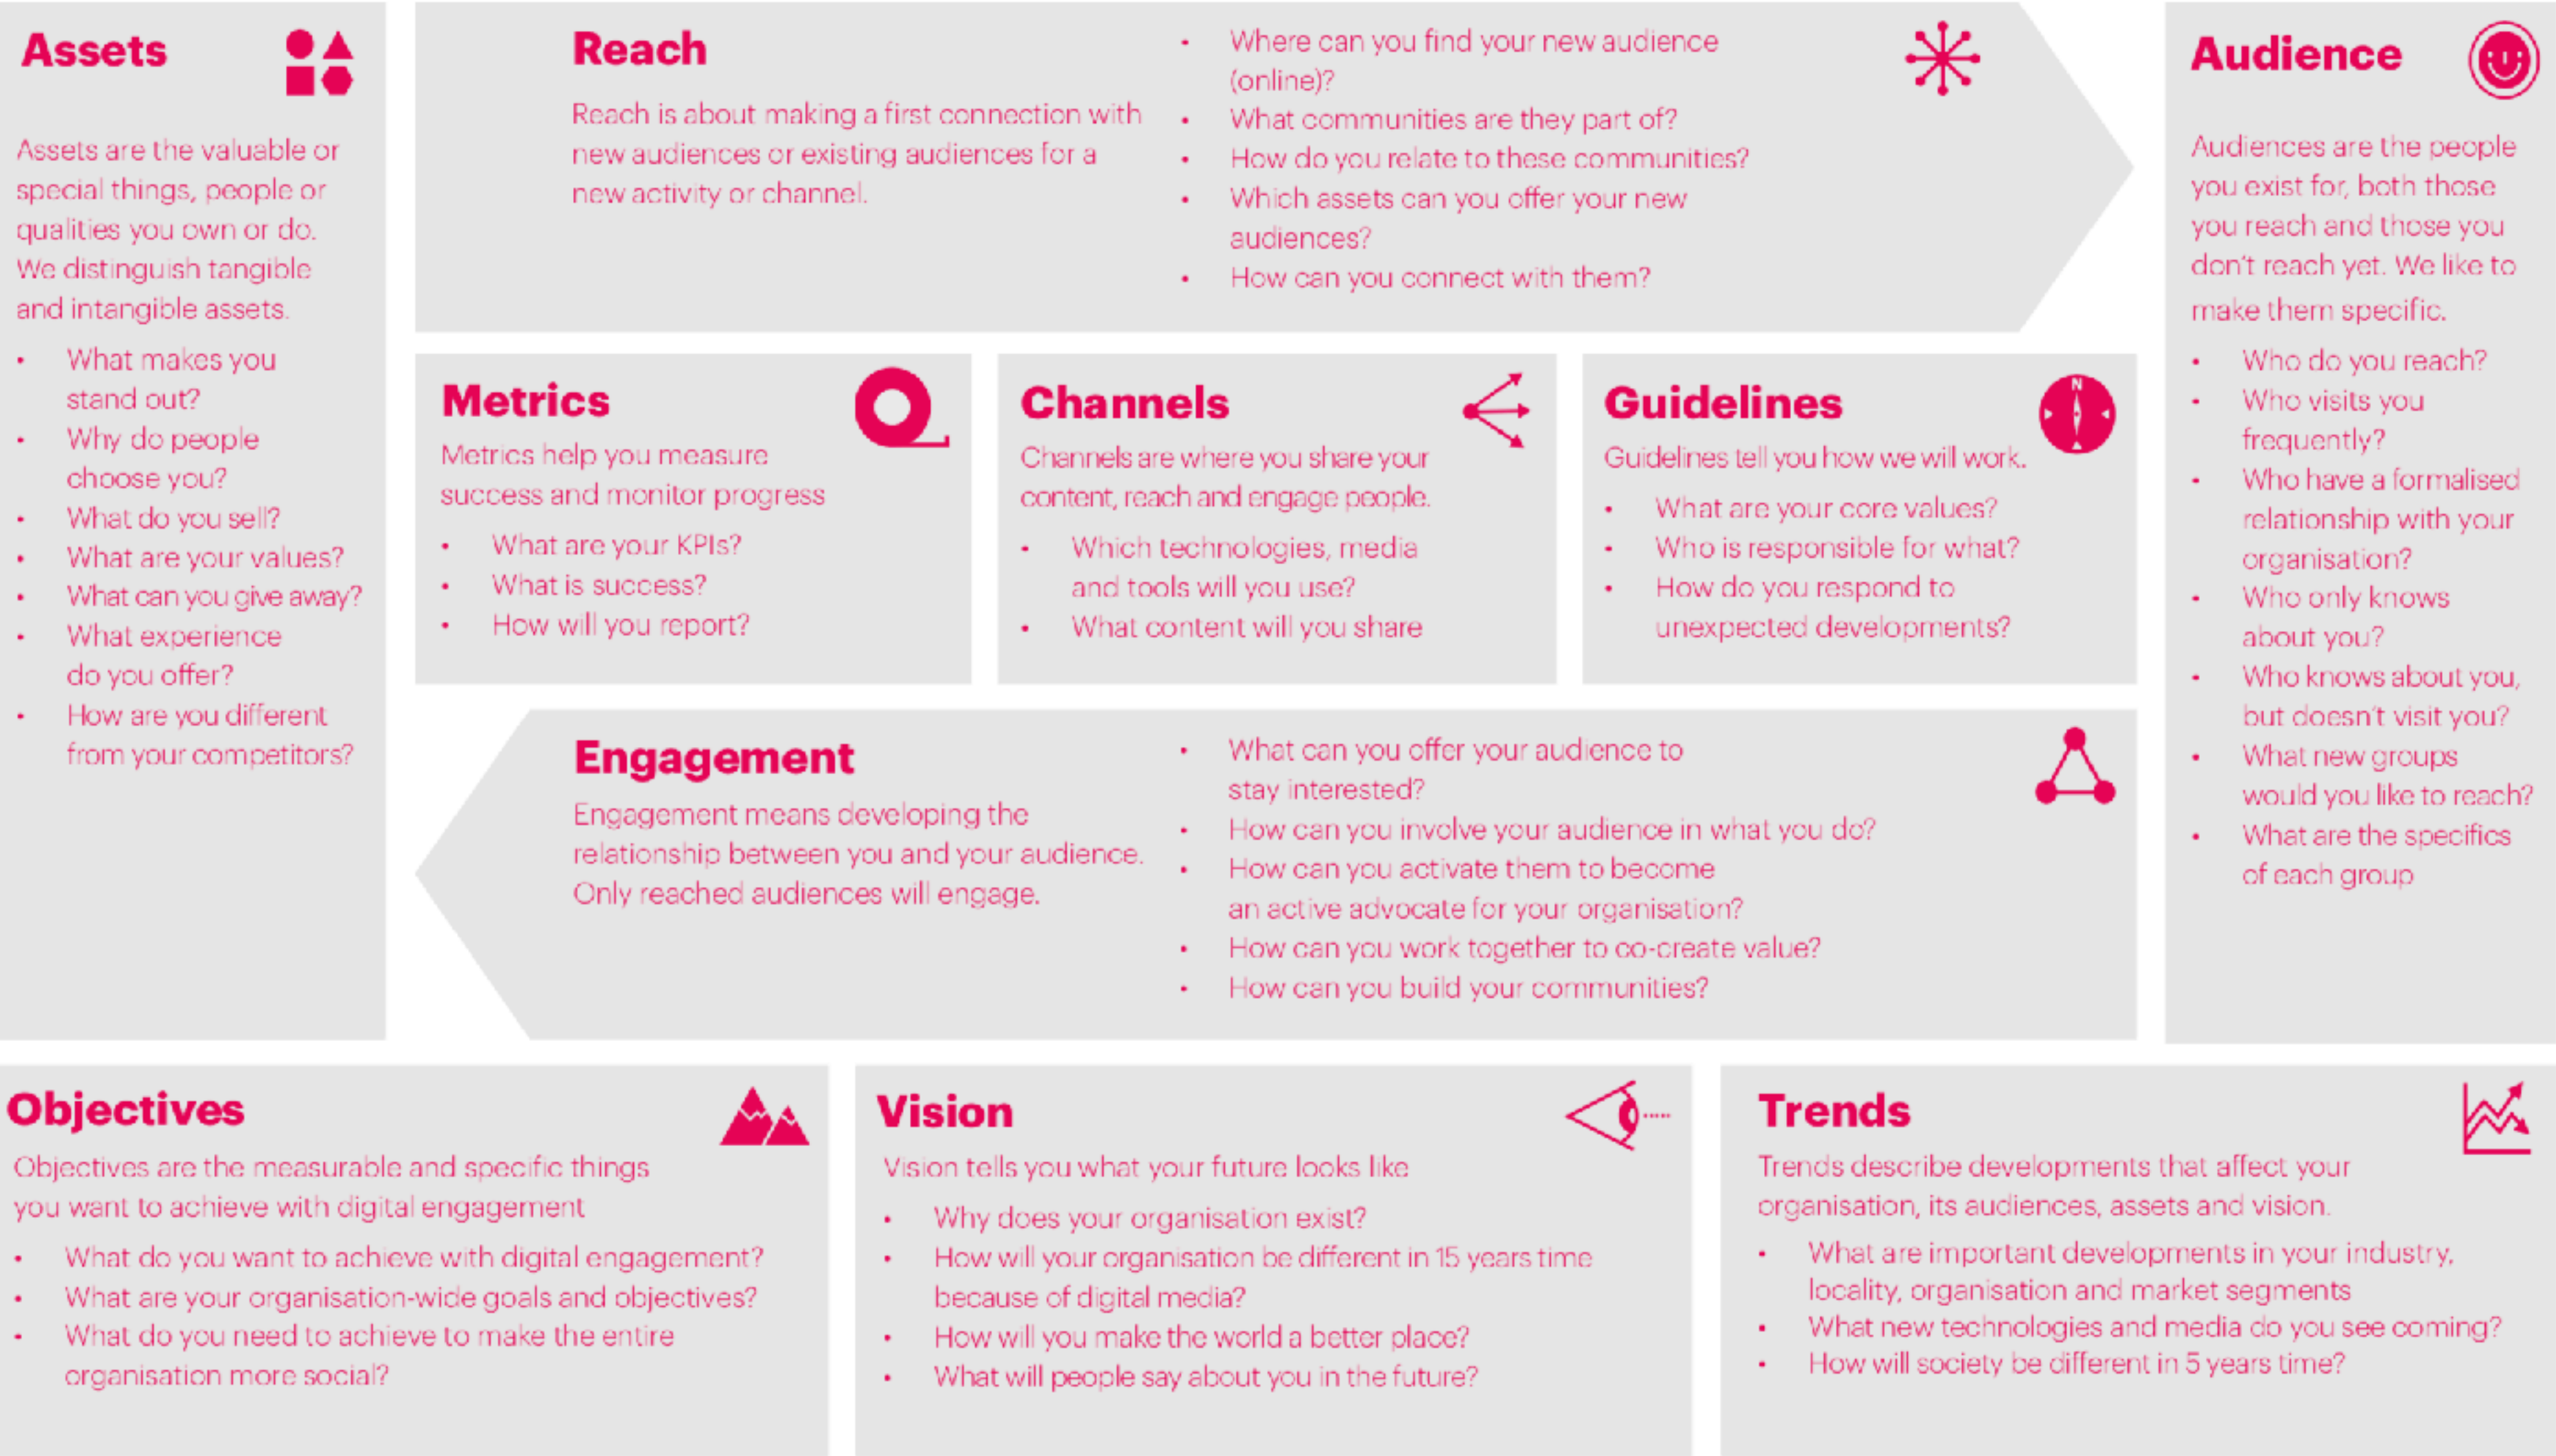 Assets
Assets are the valuable or
special things, people or
qualities you own or do.
We distinguish tangible
and intangible assets.
• What makes you
stand out?
• Why do people
choose you?
• What do you sell?
• What are your values?
• What can you give away?
• What experience
do you offer?
• How are you different
from your competitors?
Reach
Reach is about making a first connection with
new audiences or existing audiences for a
new activity or channel.
• Where can you find your new audience
(online)?
• What communities are they part of?
• How do you relate to these communities?
• Which assets can you offer your new
audiences?
• How can you connect with them?
Metrics
Metrics help you measure
success and monitor progress
• What are your KPIs?
• What is success?
• How will you report?
Channels
Channels are where you share your
content, reach and engage people.
• Which technologies, media
and tools will you use?
• What content will you share
Guidelines
N
Guidelines tell you how we will work.
• What are your core values?
• Who is responsible for what?
• How do you respond to
unexpected developments?
Engagement
Engagement means developing the
relationship between you and your audience.
Only reached audiences will engage.
• What can you offer your audience to
stay interested?
• How can you involve your audience in what you do?
• How can you activate them to become
an active advocate for your organisation?
• How can you work together to co-create value?
• How can you build your communities?
Audience
Audiences are the people
you exist for, both those
you reach and those you
don't reach yet. We like to
make them specific.
• Who do you reach?
• Who visits you
frequently?
• Who have a formalised
relationship with your
organisation?
• Who only knows
about you?
• Who knows about you,
but doesn't visit you?
• What new groups
would you like to reach?
• What are the specifics
of each group
Objectives
Objectives are the measurable and specific things
you want to achieve with digital engagement
• What do you want to achieve with digital engagement?
• What are your organisation-wide goals and objectives?
• What do you need to achieve to make the entire
organisation more social?
Vision
Vision tells you what your future looks like
• Why does your organisation exist?
• How will your organisation be different in 15 years time
because of digital media?
• How will you make the world a better place?
• What will people say about you in the future?
Trends
Trends describe developments that affect your
organisation, its audiences, assets and vision.
• What are important developments in your industry,
locality, organisation and market segments
• What new technologies and media do you see coming?
• How will society be different in 5 years time?